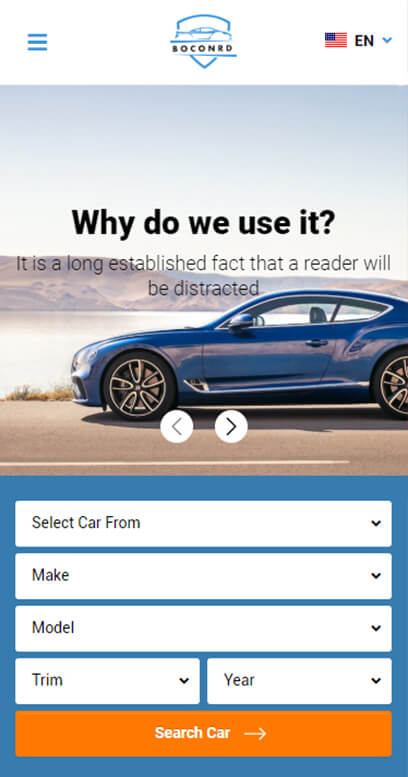 BOCONRD
EN
Why do we use it?
It is a long established fact that a reader will
be distracted
Select Car From
Make
Model
Trim
Year
Search Car